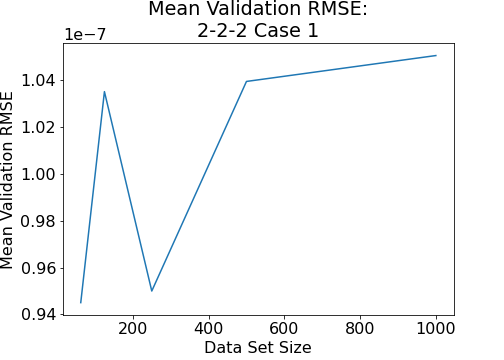 Mean Validation RMSE:
2-2-2 Case 1
1e−7
1.04
1.02
1.00
0.98
0.96
0.94
Mean Validation RMSE
200
400
600
800
1000
Data Set Size